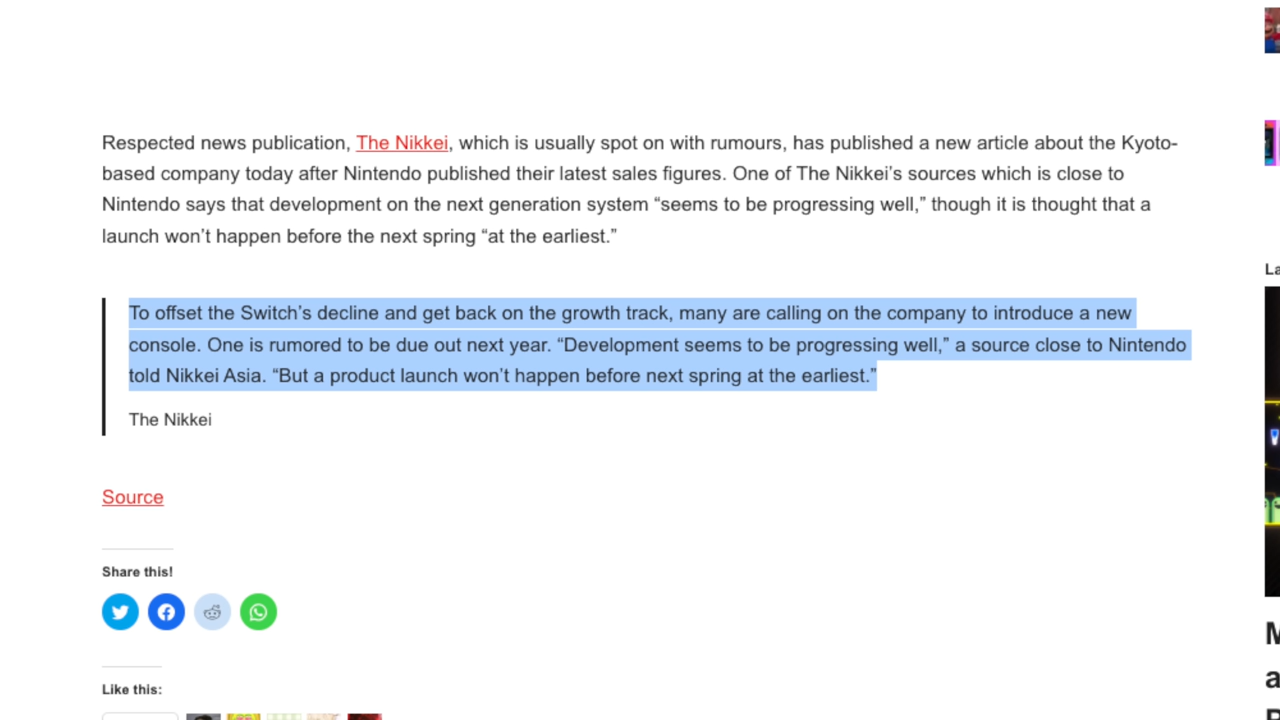 Respected news publication, The Nikkei, which is usually spot on with rumours, has published a new article about the Kyoto-
based company today after Nintendo published their latest sales figures. One of The Nikkei’s sources which is close to
Nintendo says that development on the next generation system “seems to be progressing well,” though it is thought that a
launch won’t happen before the next spring “at the earliest.”
To offset the Switch’s decline and get back on the growth track, many are calling on the company to introduce a new
console. One is rumored to be due out next year. “Development seems to be progressing well,” a source close to Nintendo
told Nikkei Asia. “But a product launch won’t happen before next spring at the earliest.”
The Nikkei
Source
Share this!
Like this:
La
M
a